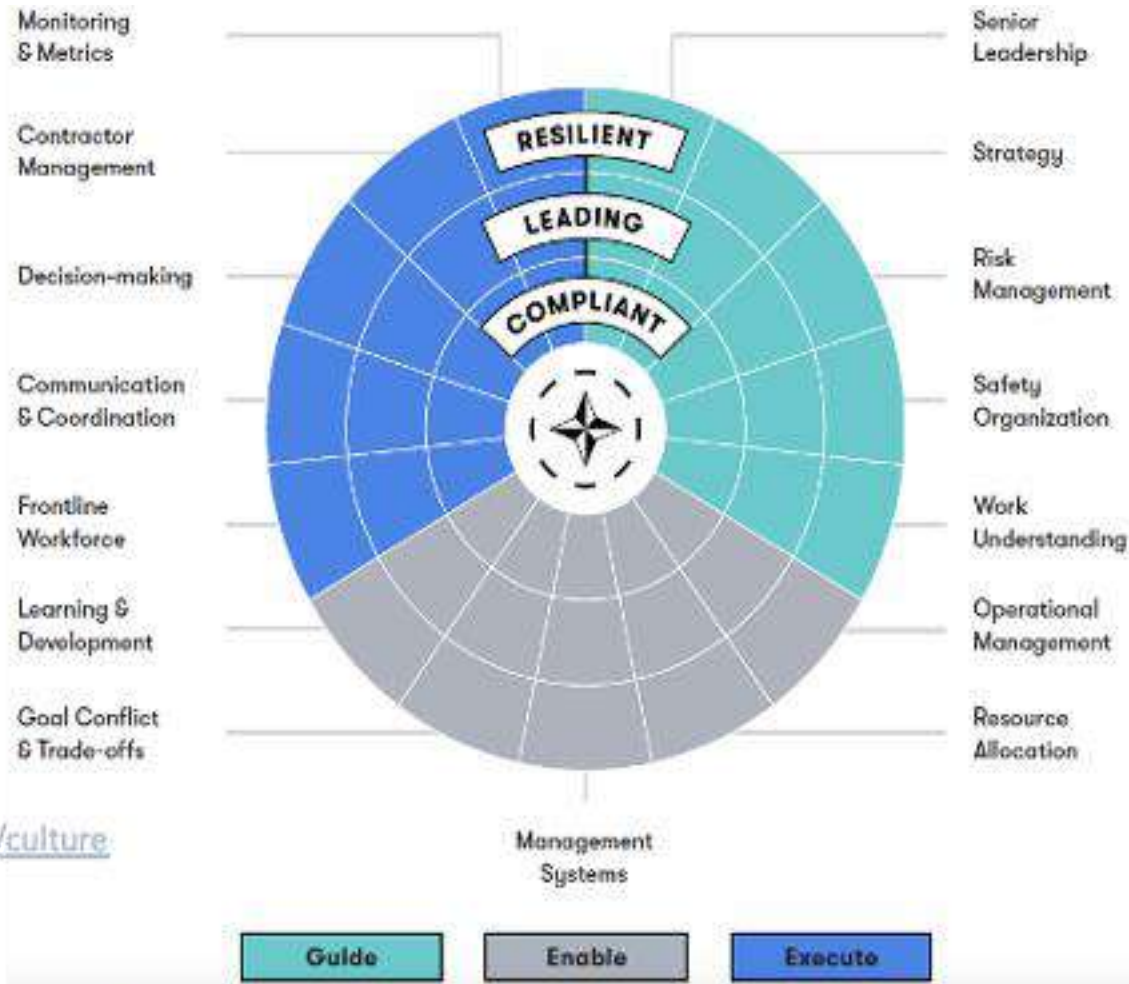 Monitoring
& Metrics
Contractor
Management
Decision-making
Communication
& Coordination
Frontline
Workforce
Learning &
Development
Goal Conflict
& Trade-offs
/culture
RESILIENT
LEADING
COMPLIANT
Senior
Leadership
Strategy
Risk
Management
Safety
Organization
Work
Understanding
Operational
Management
Resource
Allocation
Management
Systems
Guide
Enable
Execute